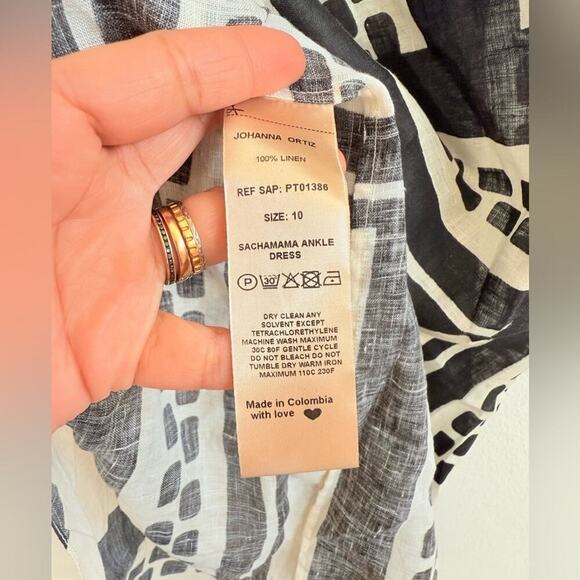 JOHANNA ORTIZ
100% LINEN
REF SAP: PT01386
SIZE: 10
SACHAMAMA ANKLE
DRESS
P 30°
DRY CLEAN ANY
SOLVENT EXCEPT
TETRACHLORETHYLENE
MACHINE WASH MAXIMUM
30C 80F GENTLE CYCLE
DO NOT BLEACH DO NOT
TUMBLE DRY WARM IRON
MAXIMUM 110C 230F
Made in Colombia
with love